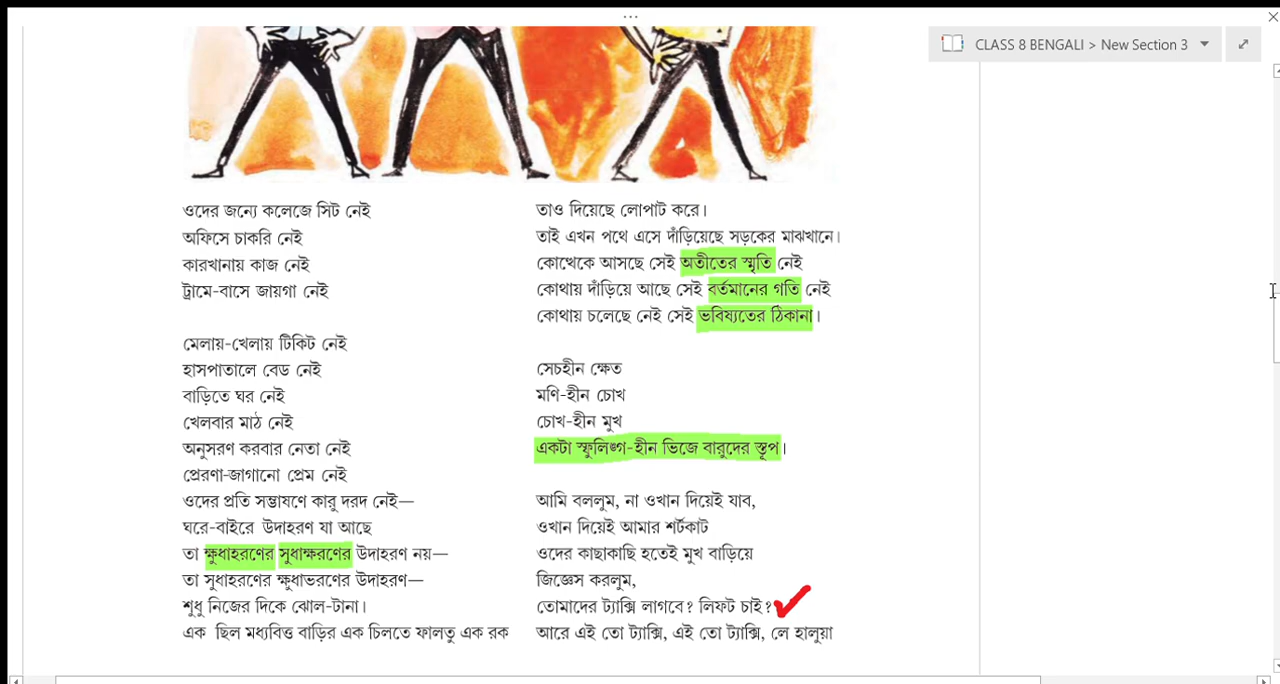 ...
CLASS 8 BENGALI > New Section 3
ওদের জন্যে কলেজে সিট নেই
অফিসে চাকরি নেই
কারখানায় কাজ নেই
ট্রামে-বাসে জায়গা নেই
মেলায়-খেলায় টিকিট নেই
হাসপাতালে বেড নেই
বাড়িতে ঘর নেই
খেলবার মাঠ নেই
অনুসরণ করবার নেতা নেই
প্রেরণা-জাগানো প্রেম নেই
ওদের প্রতি সম্ভাষণে কারু দরদ নেই—
ঘরে-বাইরে উদাহরণ যা আছে
তা ক্ষুধাহরণের সুধাক্ষরণের উদাহরণ নয়—
তা সুধাহরণের ক্ষুধাভরণের উদাহরণ—
শুধু নিজের দিকে ঝোল-টানা।
এক ছিল মধ্যবিত্ত বাড়ির এক চিলতে ফালতু এক রক
তাও দিয়েছে লোপাট করে।
তাই এখন পথে এসে দাঁড়িয়েছে সড়কের মাঝখানে।
কোত্থেকে আসছে সেই অতীতের স্মৃতি নেই
কোথায় দাঁড়িয়ে আছে সেই বর্তমানের গতি নেই
কোথায় চলেছে নেই সেই ভবিষ্যতের ঠিকানা।
সেচহীন ক্ষেত
মণি-হীন চোখ
চোখ-হীন মুখ
একটা স্ফুলিঙ্গ-হীন ভিজে বারুদের স্তূপ।
আমি বললুম, না ওখান দিয়েই যাব,
ওখান দিয়েই আমার শর্টকাট
ওদের কাছাকাছি হতেই মুখ বাড়িয়ে
জিজ্ঞেস করলুম,
তোমাদের ট্যাক্সি লাগবে? লিফট চাই?
আরে এই তো ট্যাক্সি, এই তো ট্যাক্সি, লে হালুয়া